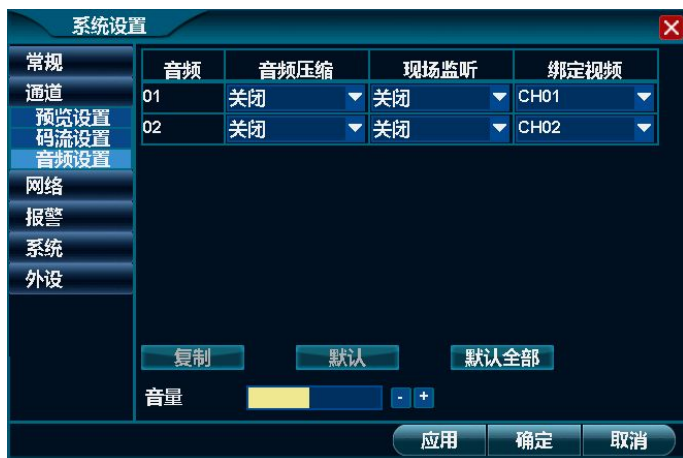 系统设置
常规
通道
预览设置
码流设置
音频设置
网络
报警
系统
外设
音频 音频压缩 现场监听 绑定视频
01 关闭 关闭 CH01
02 关闭 关闭 CH02
复制 默认 默认全部
音量 - +
应用 确定 取消